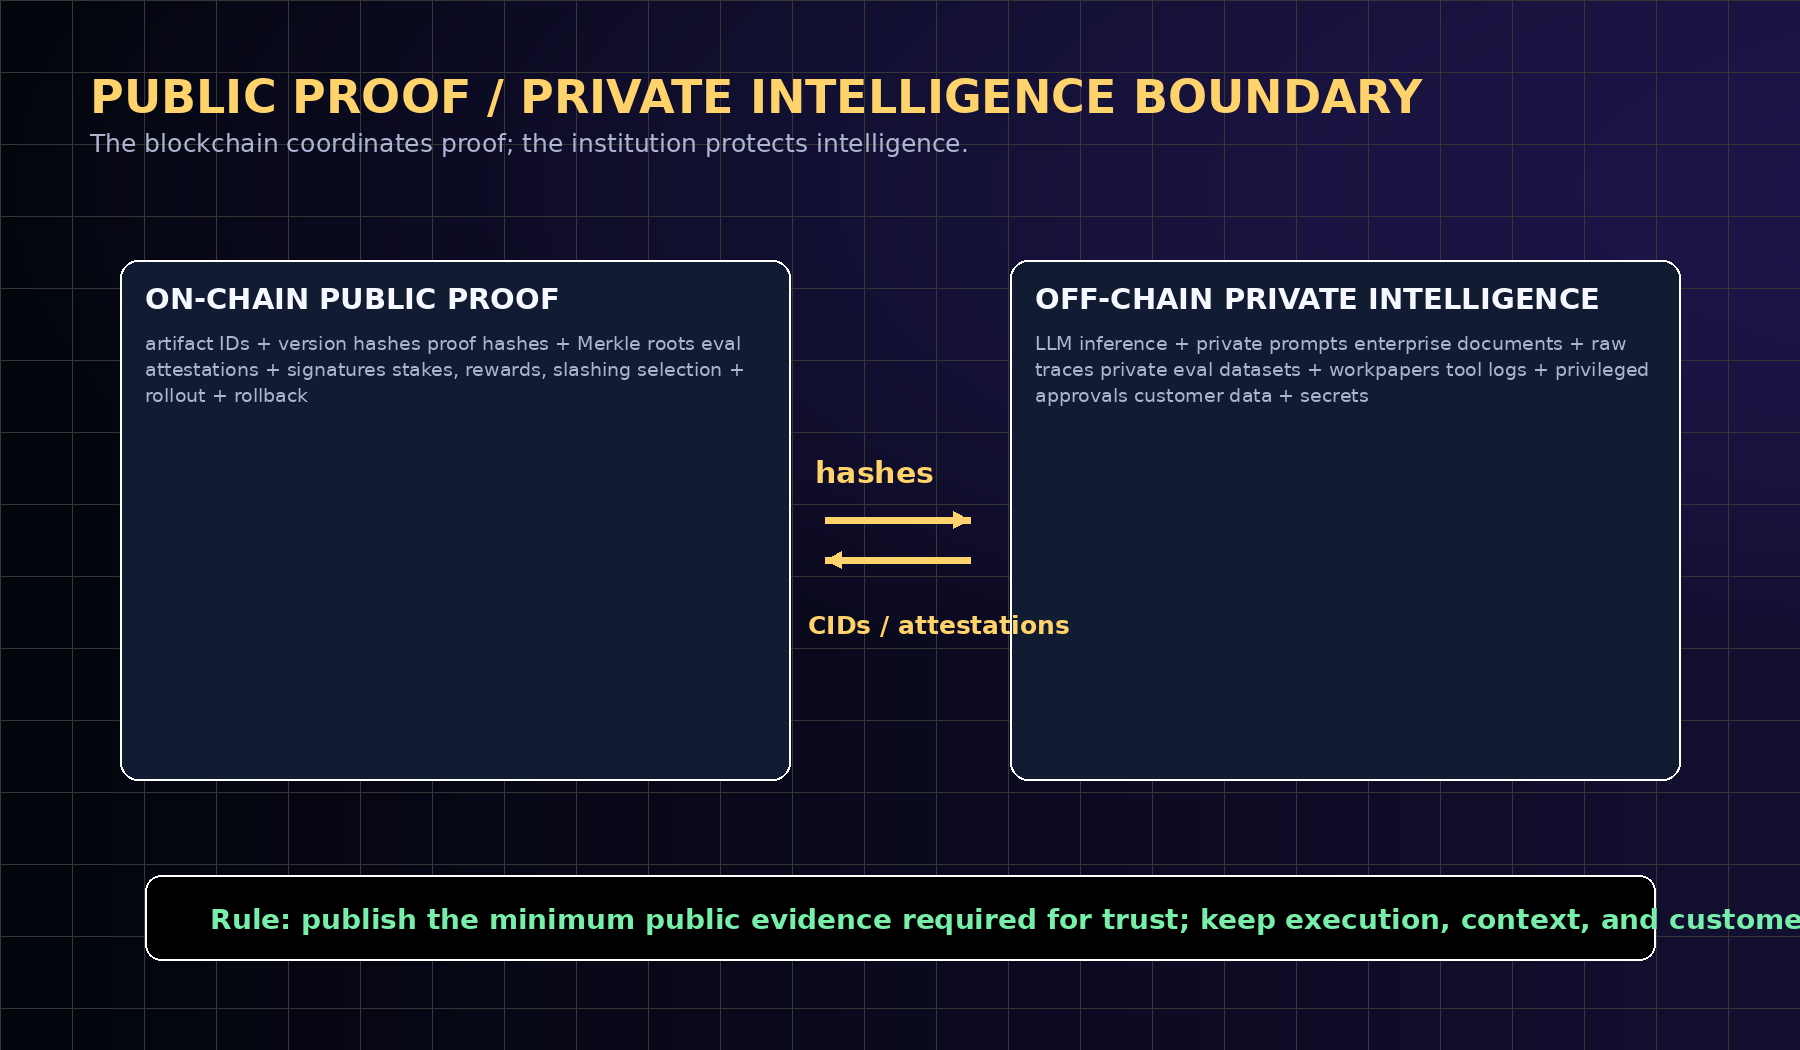 PUBLIC PROOF / PRIVATE INTELLIGENCE BOUNDARY
The blockchain coordinates proof; the institution protects intelligence.
ON-CHAIN PUBLIC PROOF
artifact IDs + version hashes proof hashes + Merkle roots eval
attestations + signatures stakes, rewards, slashing selection +
rollout + rollback
hashes
CIDs / attestations
OFF-CHAIN PRIVATE INTELLIGENCE
LLM inference + private prompts enterprise documents + raw
traces private eval datasets + workpapers tool logs + privileged
approvals customer data + secrets
Rule: publish the minimum public evidence required for trust; keep execution, context, and custome